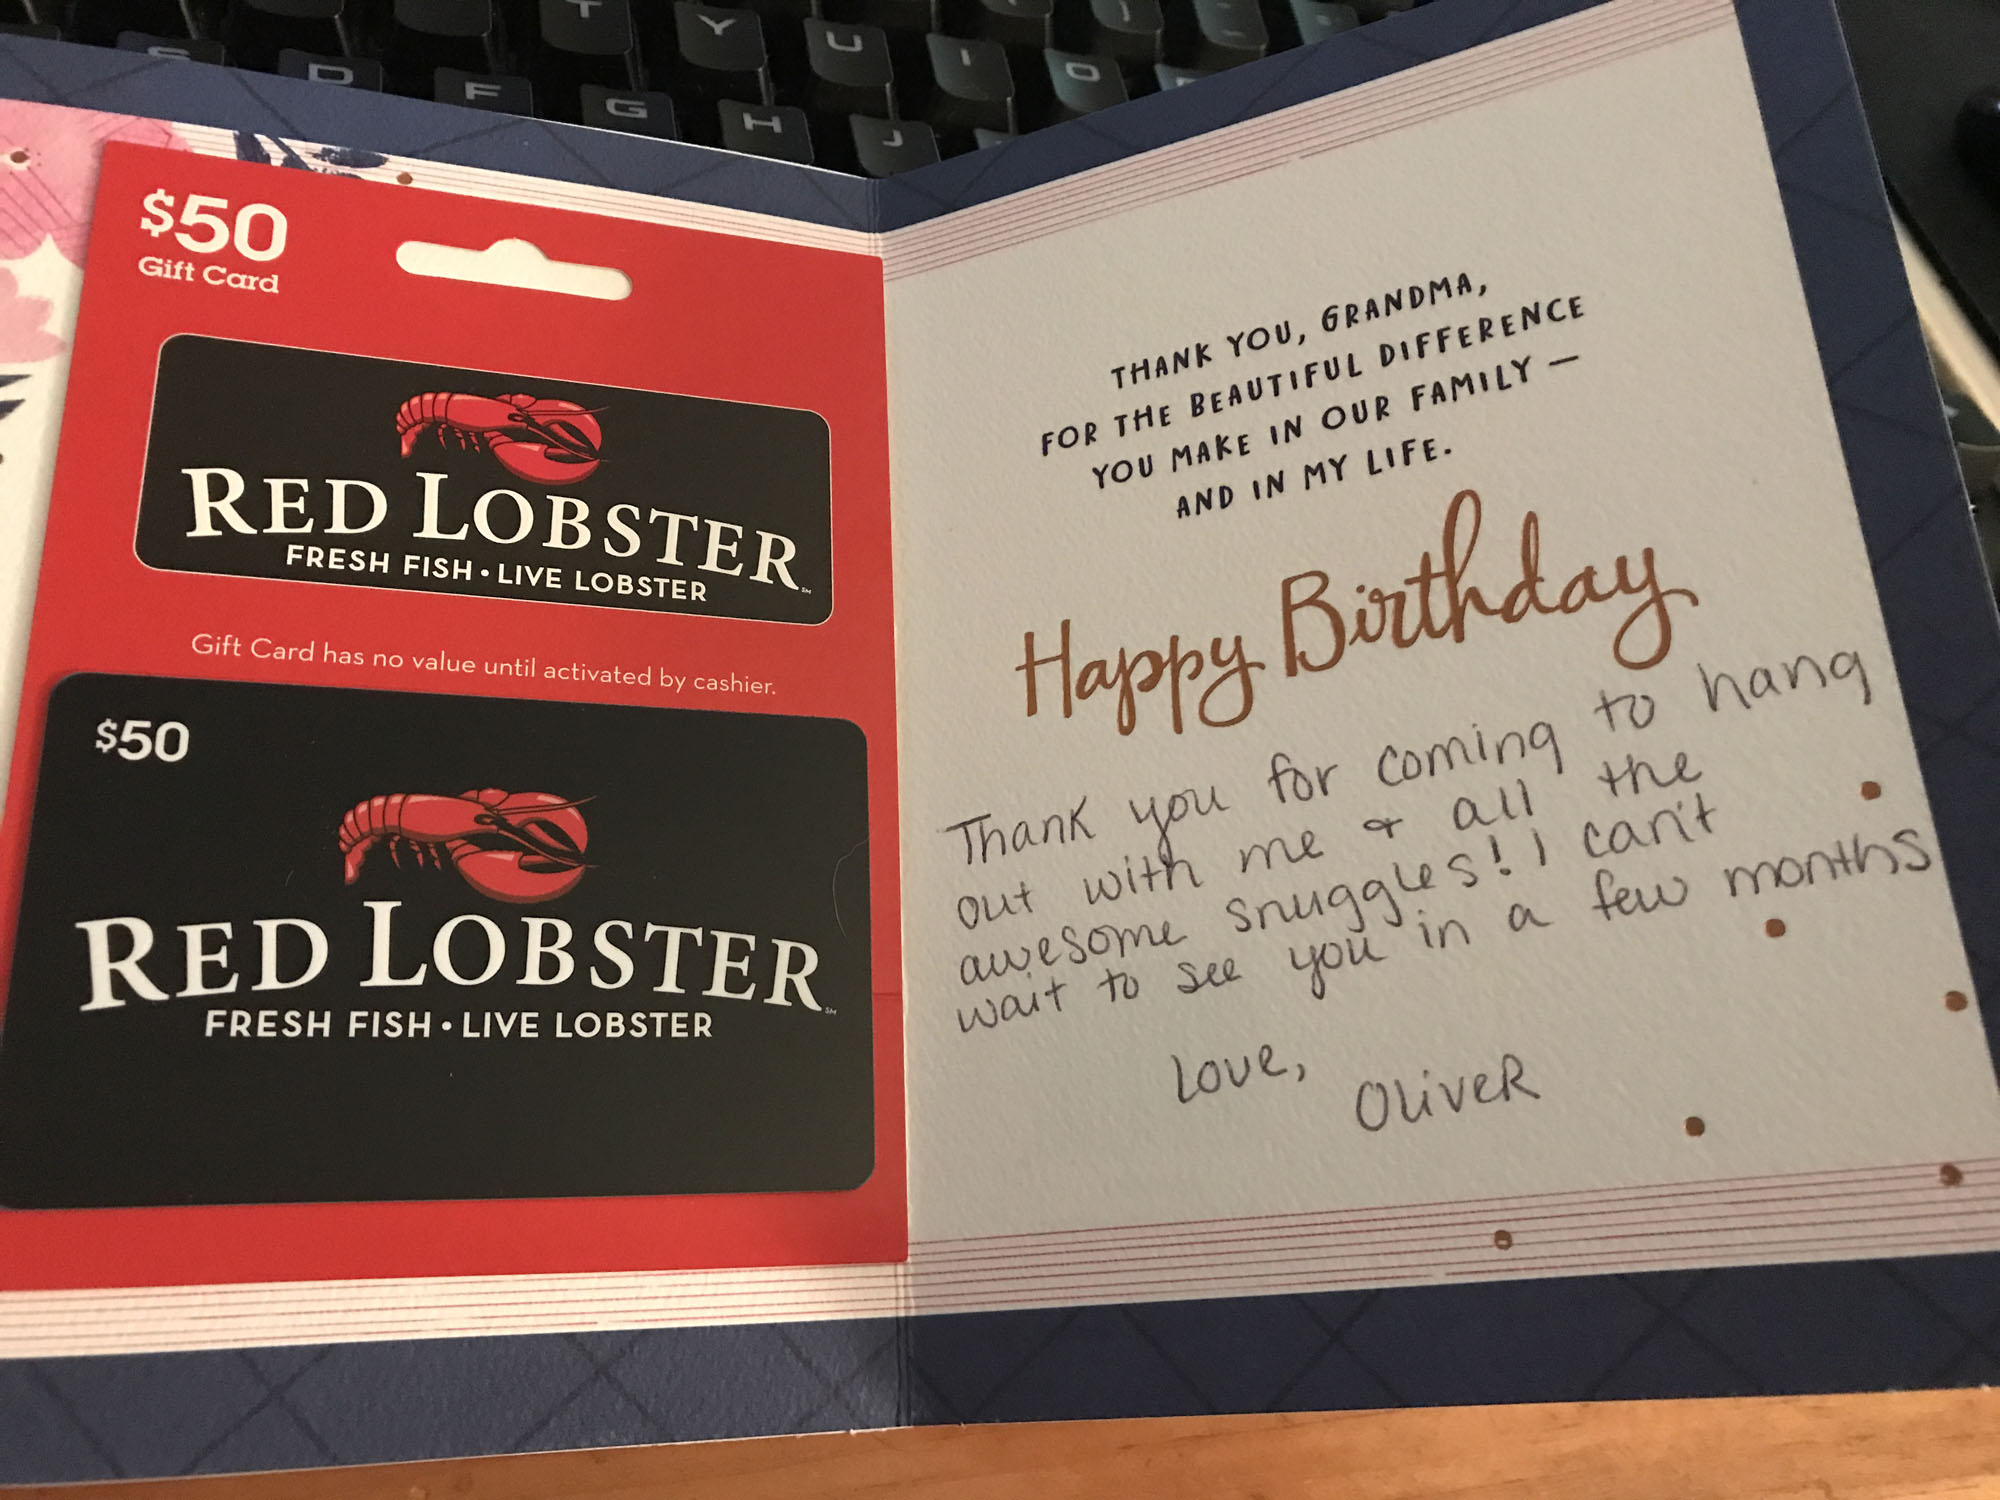 T Y U I O P
S D F G H J
$50
Gift Card
RED LOBSTER
SM
FRESH FISH • LIVE LOBSTER
Gift Card has no value until activated by cashier.
$50
RED LOBSTER
SM
FRESH FISH • LIVE LOBSTER
THANK YOU, GRANDMA,
FOR THE BEAUTIFUL DIFFERENCE
YOU MAKE IN OUR FAMILY —
AND IN MY LIFE.
Happy Birthday
Thank you for coming to hang
out with me & all the
awesome snuggles! I can't
wait to see you in a few months
Love,
OLiveR